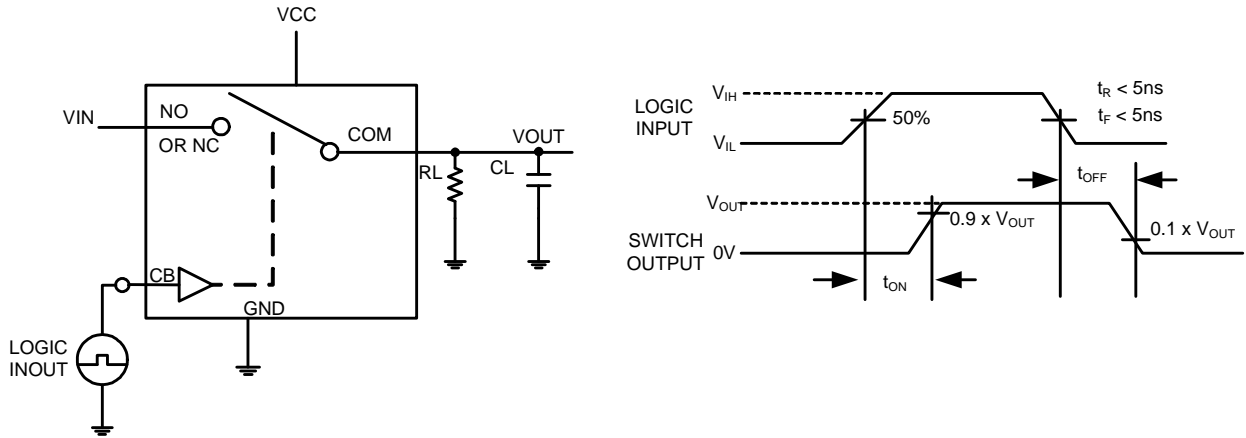 VCC
VIN
NO
OR NC
COM
VOUT
RL
CL
CB
GND
LOGIC
INOUT
LOGIC
INPUT
VIH
VIL
50%
tR < 5ns
tF < 5ns
tOFF
SWITCH
OUTPUT
VOUT
0V
0.9 x VOUT
0.1 x VOUT
tON